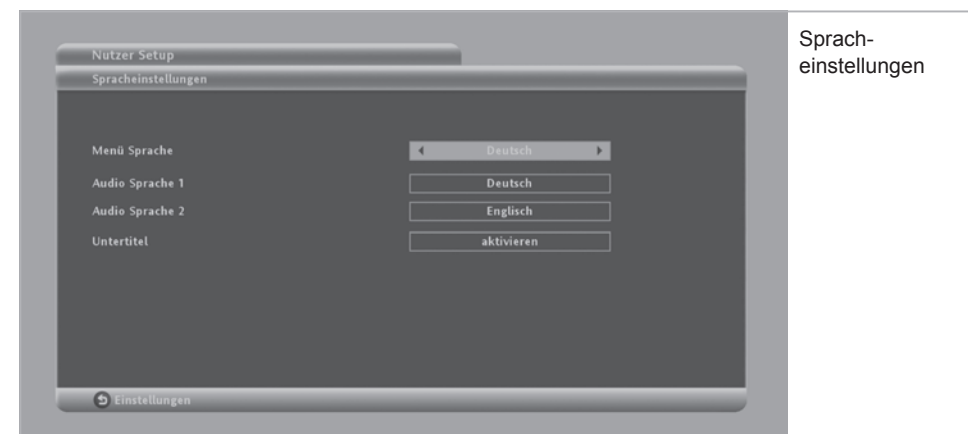 Nutzer Setup
Spracheinstellungen
Menü Sprache Deutsch
Audio Sprache 1 Deutsch
Audio Sprache 2 Englisch
Untertitel aktivieren
Einstellungen
Sprach-
einstellungen